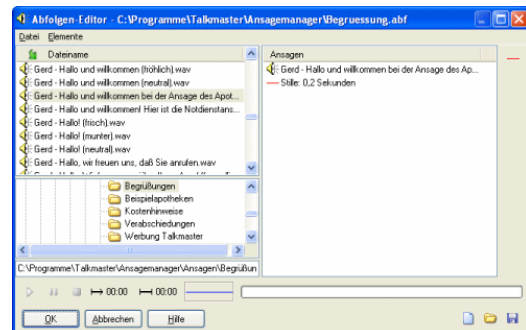 Abfolgen-Editor - C:\Programme\Talkmaster\Ansagemanager\Begruessung.abf
Datei Elemente
Dateiname
Gerd - Hallo und willkommen (fröhlich).wav
Gerd - Hallo und willkommen (neutral).wav
Gerd - Hallo und willkommen bei der Ansage des Apot...
Gerd - Hallo und willkommen! Hier ist die Notdienstans...
Gerd - Hallo! (frisch).wav
Gerd - Hallo! (munter).wav
Gerd - Hallo! (neutral).wav
Gerd - Hallo, wir freuen uns, daß Sie anrufen.wav
Ansagen
Gerd - Hallo und willkommen bei der Ansage des Ap...
Stille: 0,2 Sekunden
Begrüßungen
Beispielapotheken
Kostenhinweise
Verabschiedungen
Werbung Talkmaster
C:\Programme\Talkmaster\Ansagemanager\Ansagen\Begrüßun
00:00 00:00
OK Abbrechen Hilfe